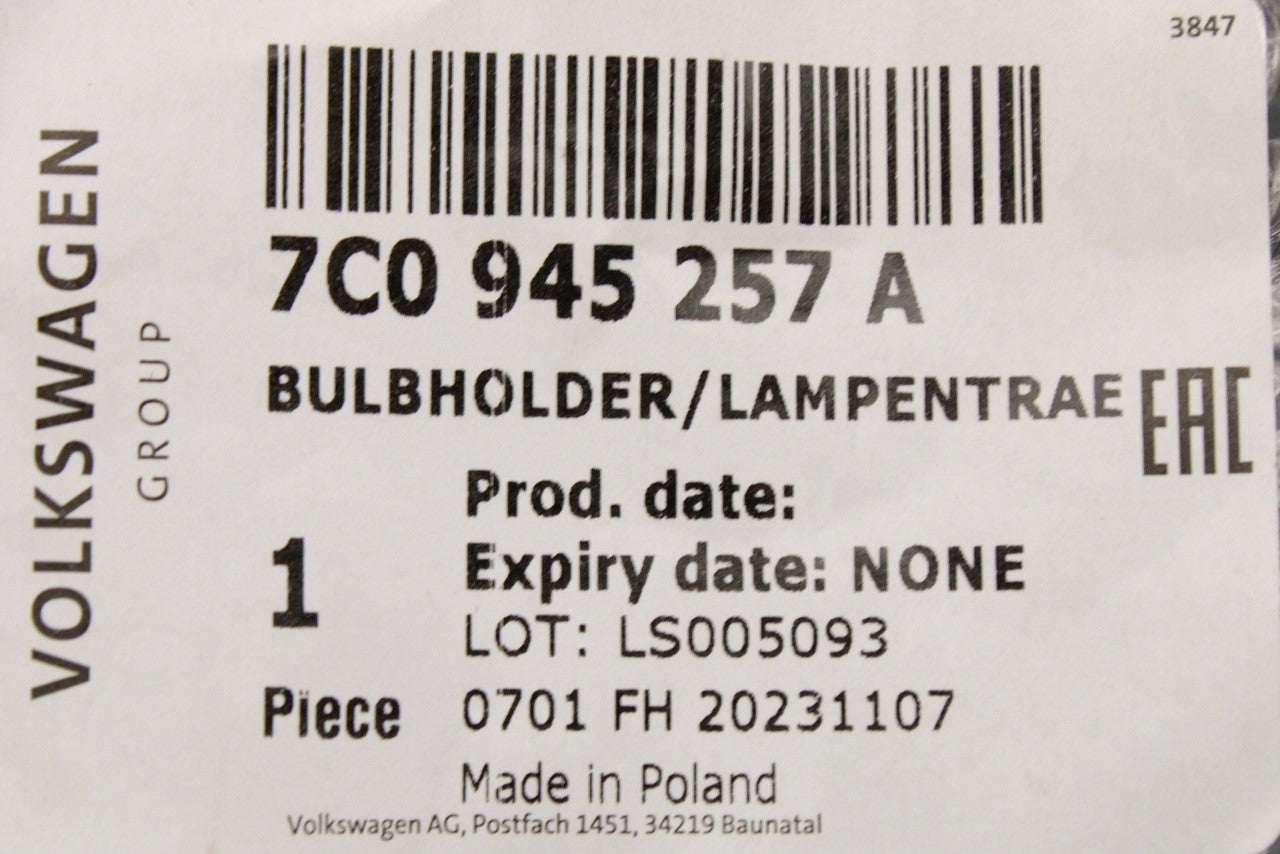 3847
VOLKSWAGEN
GROUP
7C0 945 257 A
BULBHOLDER/LAMPENTRAE
EAC
Prod. date:
Expiry date: NONE
1
LOT: LS005093
Piece
0701 FH 20231107
Made in Poland
Volkswagen AG, Postfach 1451, 34219 Baunatal